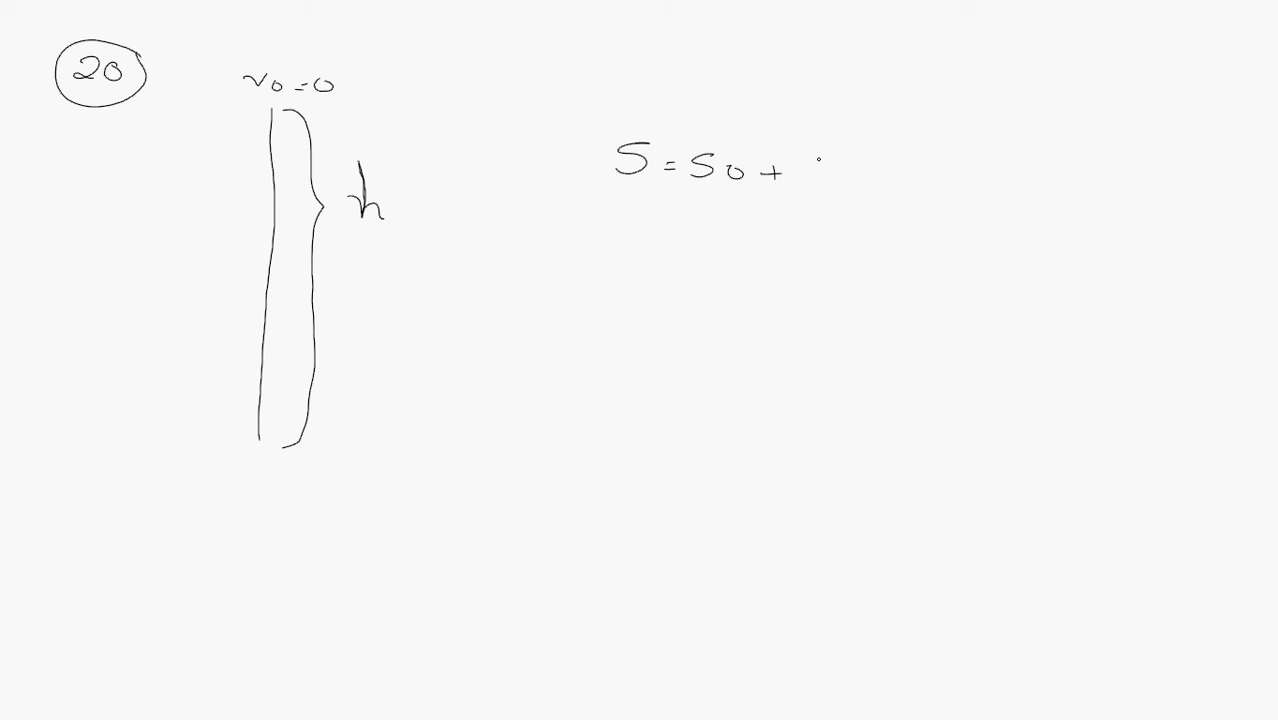 20
v0 = 0
h
S = S0 +